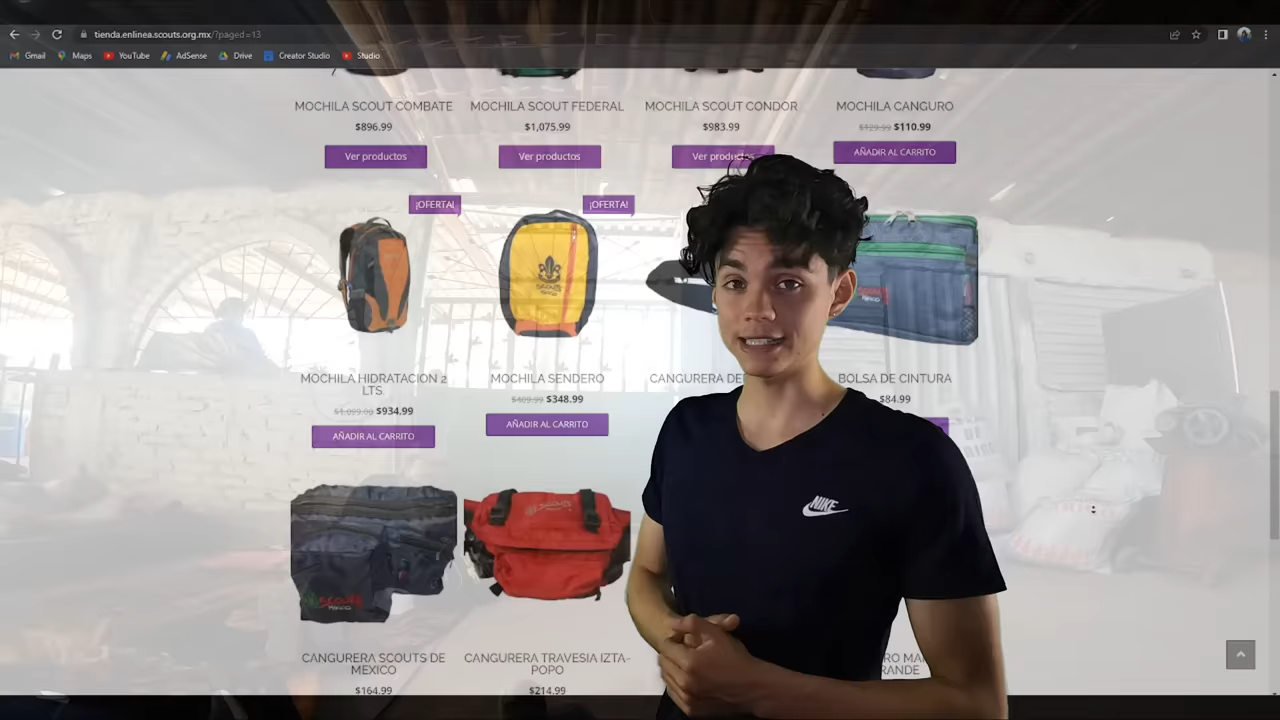 tienda.enlinea.scouts.org.mx/?paged=13
Gmail
Maps
YouTube
AdSense
Drive
Creator Studio
Studio
MOCHILA SCOUT COMBATE
$896.99
Ver productos
MOCHILA SCOUT FEDERAL
$1,075.99
Ver productos
MOCHILA SCOUT CONDOR
$983.99
Ver productos
MOCHILA CANGURO
$129.99 $110.99
AÑADIR AL CARRITO
¡OFERTA!
MOCHILA HIDRATACION 2
LTS.
$1,099.99 $934.99
AÑADIR AL CARRITO
¡OFERTA!
SCOUTS
MOCHILA SENDERO
$409.99 $348.99
AÑADIR AL CARRITO
CANGURERA
BOLSA DE CINTURA
$84.99
SCOUTS
MÉXICO
CANGURERA SCOUTS DE
MEXICO
$164.99
CANGURERA TRAVESIA IZTA-
POPO
$214.99
NIKE